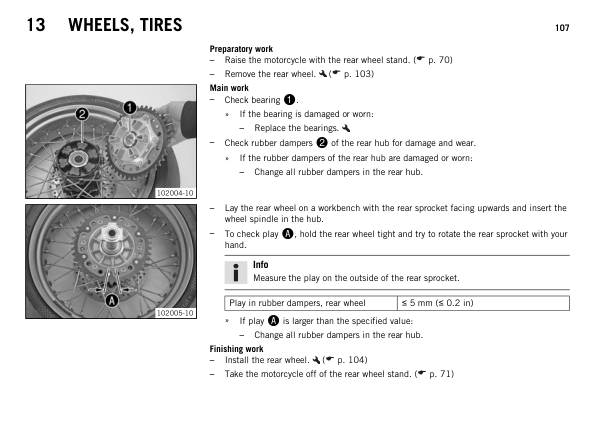 13 WHEELS, TIRES 107
Preparatory work
– Raise the motorcycle with the rear wheel stand. (☛ p. 70)
– Remove the rear wheel. (☛ p. 103)
Main work
– Check bearing 1.
» If the bearing is damaged or worn:
– Replace the bearings.
– Check rubber dampers 2 of the rear hub for damage and wear.
» If the rubber dampers of the rear hub are damaged or worn:
– Change all rubber dampers in the rear hub.
1
2
102004-10
– Lay the rear wheel on a workbench with the rear sprocket facing upwards and insert the
wheel spindle in the hub.
– To check play A, hold the rear wheel tight and try to rotate the rear sprocket with your
hand.
Info
Measure the play on the outside of the rear sprocket.
Play in rubber dampers, rear wheel ≤ 5 mm (≤ 0.2 in)
» If play A is larger than the specified value:
– Change all rubber dampers in the rear hub.
A
102005-10
Finishing work
– Install the rear wheel. (☛ p. 104)
– Take the motorcycle off of the rear wheel stand. (☛ p. 71)